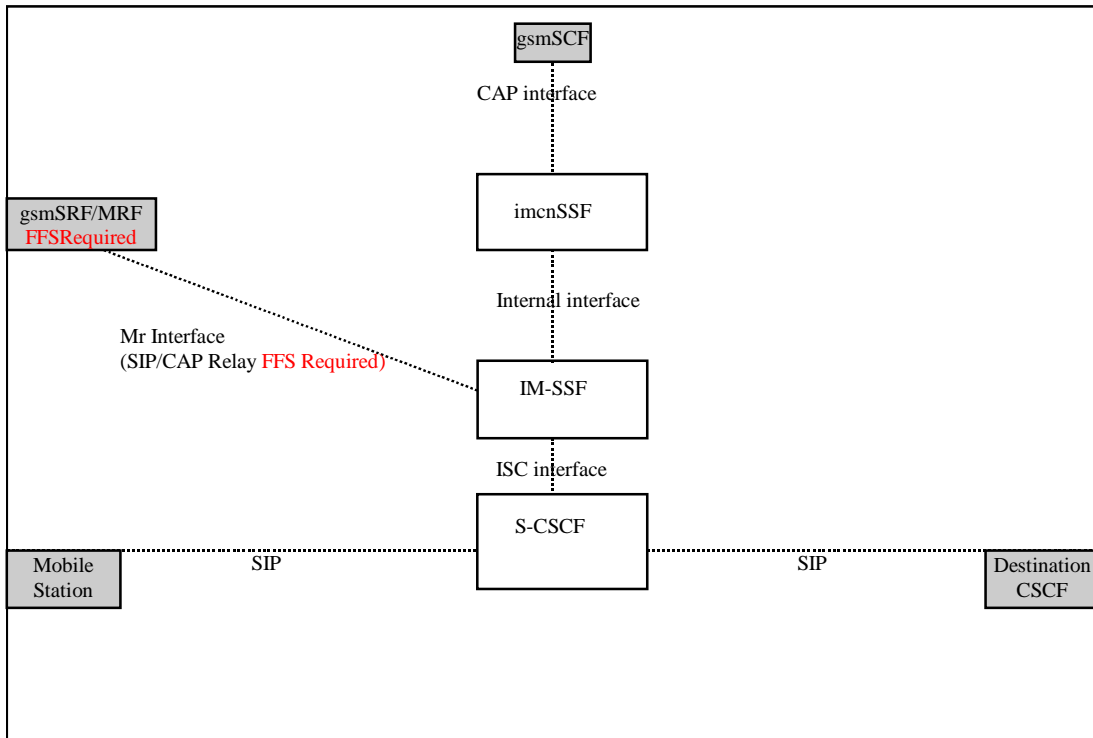 gsmSCF
CAP interface
imcnSSF
gsmSRF/MRF
FFSRequired
Internal interface
Mr Interface
(SIP/CAP Relay FFS Required)
IM-SSF
ISC interface
S-CSCF
Mobile
Station
SIP
SIP
Destination
CSCF